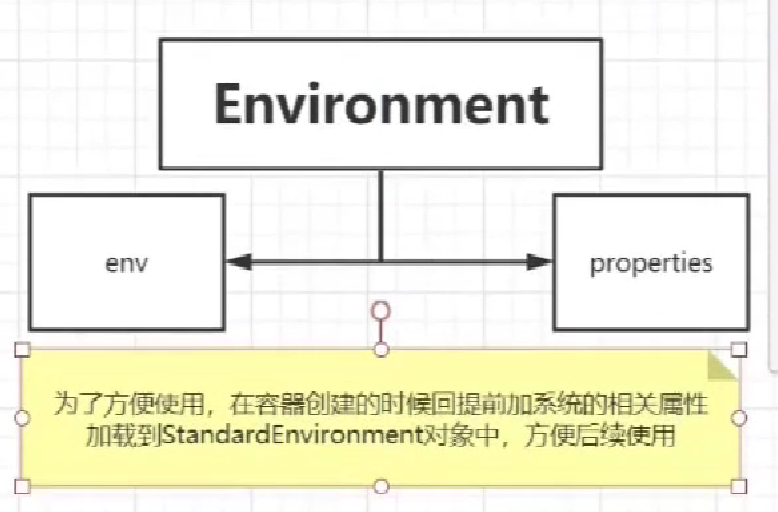 Environment
env
properties
为了方便使用，在容器创建的时候回提前加系统的相关属性
加载到StandardEnvironment对象中，方便后续使用